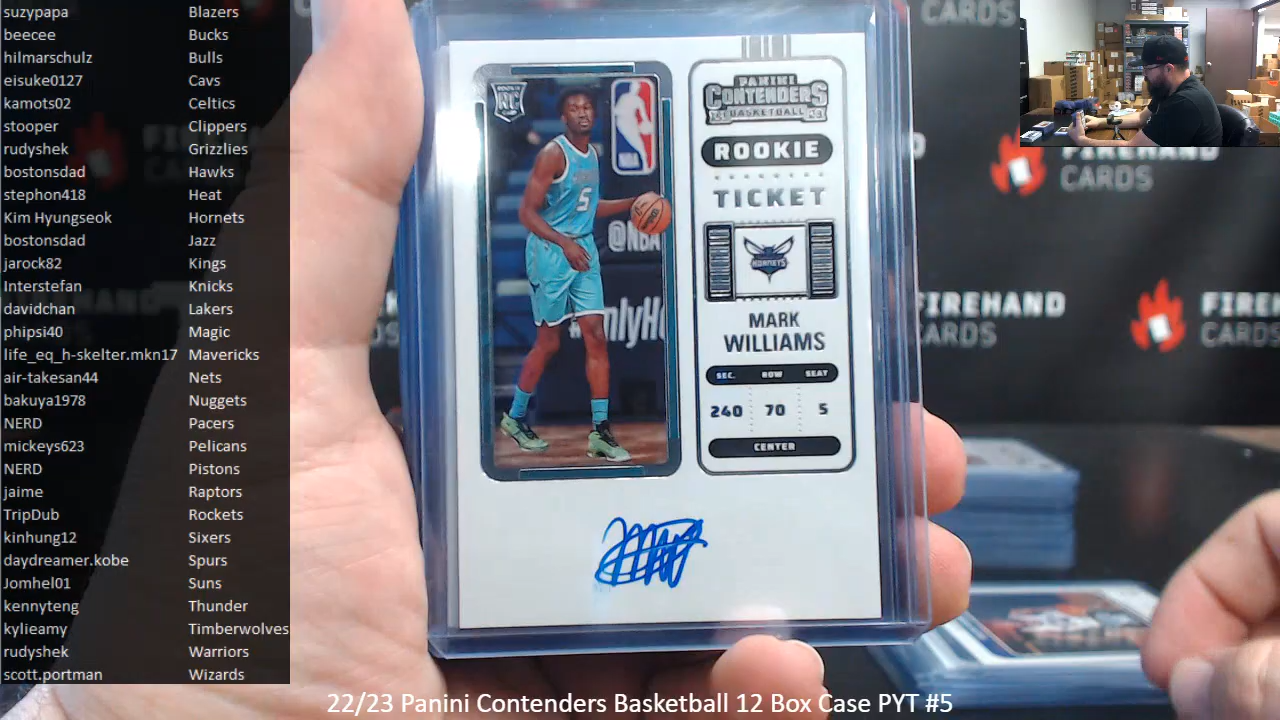 suzypapa Blazers
beecee Bucks
hilmarschulz Bulls
eisuke0127 Cavs
kamots02 Celtics
stooper Clippers
rudyshek Grizzlies
bostonsdad Hawks
stephon418 Heat
Kim Hyungseok Hornets
bostonsdad Jazz
jarock82 Kings
Interstefan Knicks
davidchan Lakers
phipsi40 Magic
life_eq_h-skelter.mkn17 Mavericks
air-takesan44 Nets
bakuya1978 Nuggets
NERD Pacers
mickeys623 Pelicans
NERD Pistons
jaime Raptors
TripDub Rockets
kinhung12 Sixers
daydreamer.kobe Spurs
Jomhel01 Suns
kennyteng Thunder
kylieamy Timberwolves
rudyshek Warriors
scott.portman Wizards
RC
NBA
5
@NBA
PANINI
CONTENDERS
BASKETBALL
ROOKIE
TICKET
HORNETS
MARK
WILLIAMS
SEC. ROW SEAT
240 70 5
CENTER
CARDS
FIREHAND
CARDS
FIREHAND
CARDS
FIREHAND
CARDS
22/23 Panini Contenders Basketball 12 Box Case PYT #5